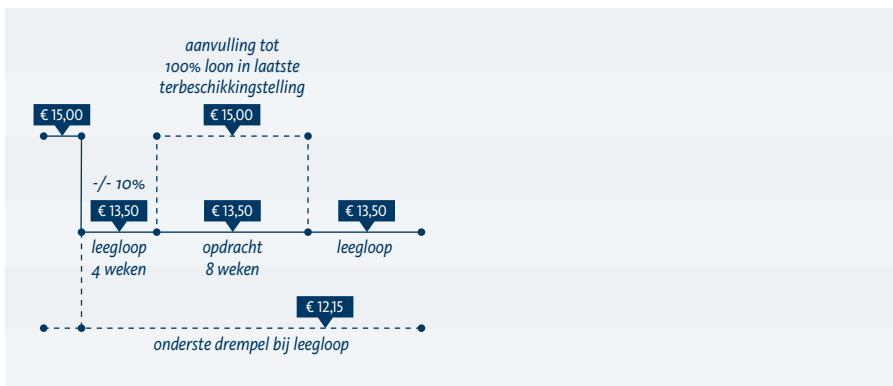 aanvulling tot
100% loon in laatste
terbeschikkingstelling
€ 15,00
€ 15,00
-/- 10%
€ 13,50
€ 13,50
€ 13,50
leegloop
4 weken
opdracht
8 weken
leegloop
€ 12,15
onderste drempel bij leegloop